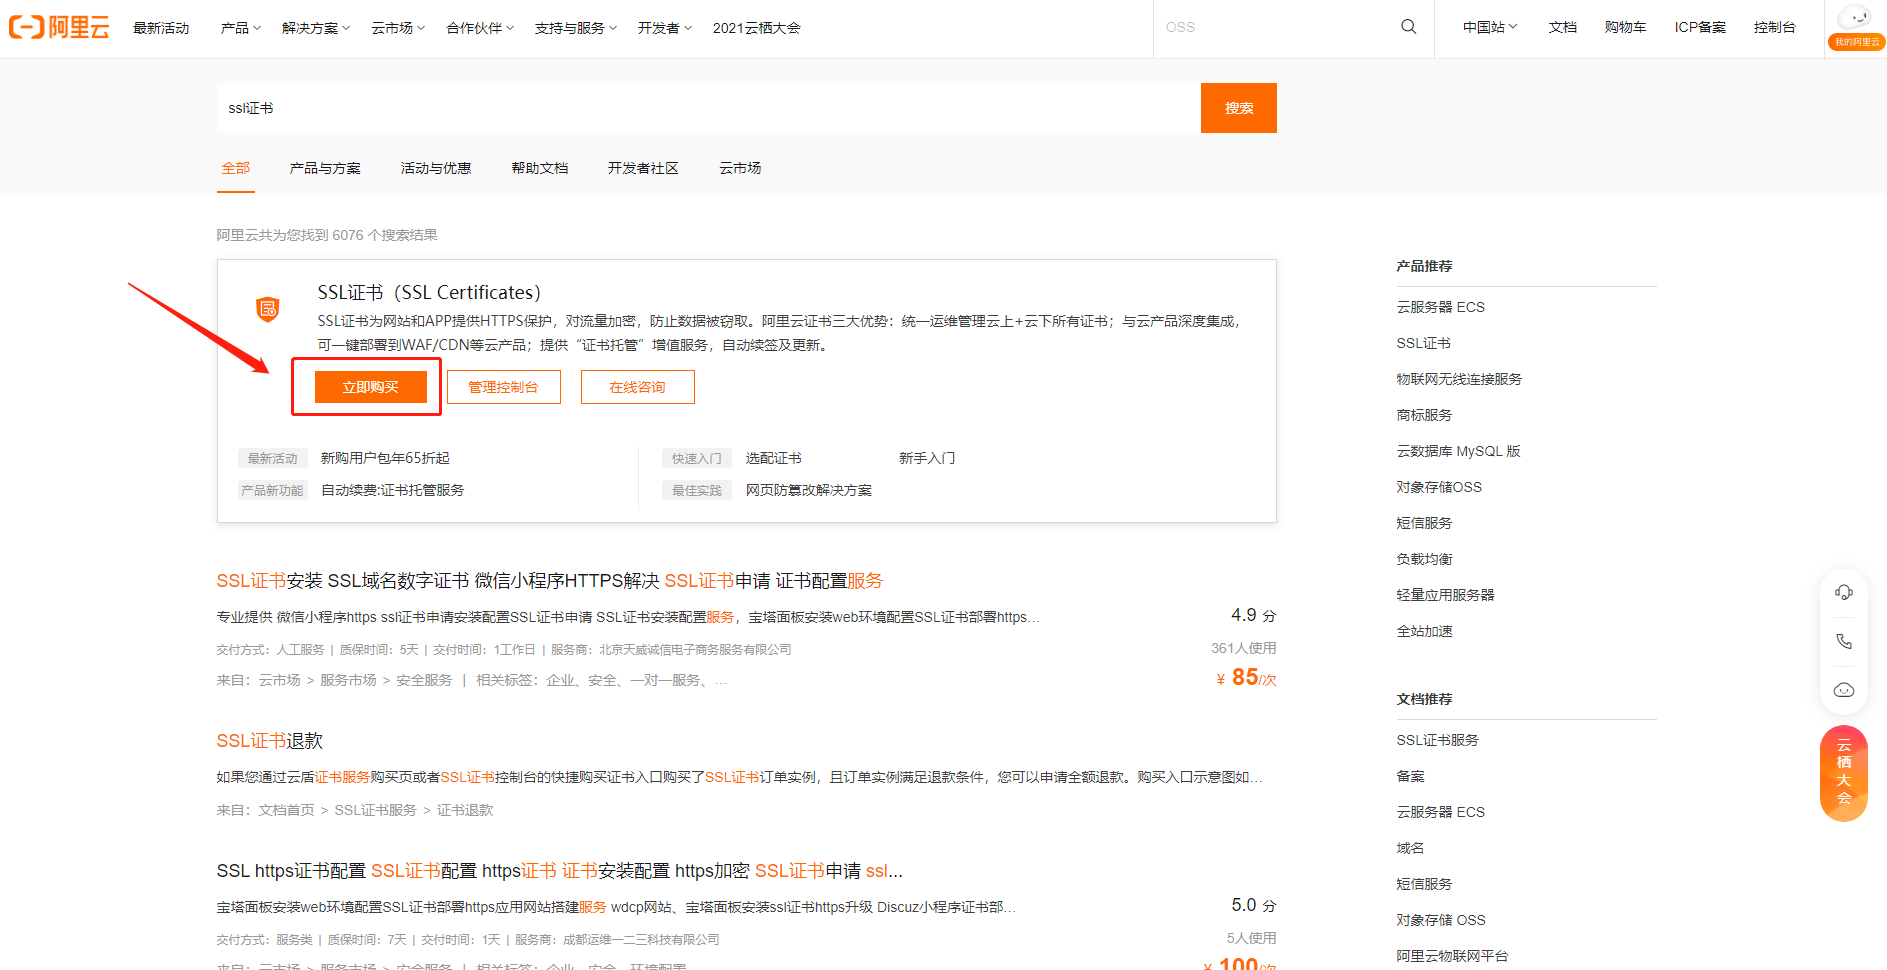 阿里云 最新活动 产品 解决方案 云市场 合作伙伴 支持与服务 开发者 2021云栖大会 OSS 中国站 文档 购物车 ICP备案 控制台
我的阿里云
ssl证书 搜索
全部 产品与方案 活动与优惠 帮助文档 开发者社区 云市场
阿里云共为您找到 6076 个搜索结果
SSL证书（SSL Certificates）
SSL证书为网站和APP提供HTTPS保护，对流量加密，防止数据被窃取。阿里云证书三大优势：统一运维管理云上+云下所有证书；与云产品深度集成，
可一键部署到WAF/CDN等云产品；提供“证书托管”增值服务，自动续签及更新。
立即购买 管理控制台 在线咨询
最新活动 新购用户包年65折起 快速入门 选配证书 新手入门
产品新功能 自动续费:证书托管服务 最佳实践 网页防篡改解决方案
SSL证书安装 SSL域名数字证书 微信小程序HTTPS解决 SSL证书申请 证书配置服务
专业提供 微信小程序https ssl证书申请安装配置SSL证书申请 SSL证书安装配置服务，宝塔面板安装web环境配置SSL证书部署https... 4.9 分
交付方式：人工服务 | 质保时间：5天 | 交付时间：1工作日 | 服务商：北京天威诚信电子商务服务有限公司 361人使用
来自：云市场 > 服务市场 > 安全服务 | 相关标签：企业、安全、一对一服务、... ¥ 85/次
SSL证书退款
如果您通过云盾证书服务购买页或者SSL证书控制台的快捷购买证书入口购买了SSL证书订单实例，且订单实例满足退款条件，您可以申请全额退款。购买入口示意图如...
来自：文档首页 > SSL证书服务 > 证书退款
SSL https证书配置 SSL证书配置 https证书 证书安装配置 https加密 SSL证书申请 ssl...
宝塔面板安装web环境配置SSL证书部署https应用网站搭建服务 wdcp网站、宝塔面板安装ssl证书https升级 Discuz小程序证书部... 5.0 分
交付方式：服务类 | 质保时间：7天 | 交付时间：1天 | 服务商：成都运维一二三科技有限公司 5人使用
来自：云市场 > 服务市场 > 安全服务 | 相关标签：企业、安全、环境配置 ¥ 100/次
产品推荐
云服务器 ECS
SSL证书
物联网无线连接服务
商标服务
云数据库 MySQL 版
对象存储OSS
短信服务
负载均衡
轻量应用服务器
全站加速
文档推荐
SSL证书服务
备案
云服务器 ECS
域名
短信服务
对象存储 OSS
阿里云物联网平台
云
栖
大
会